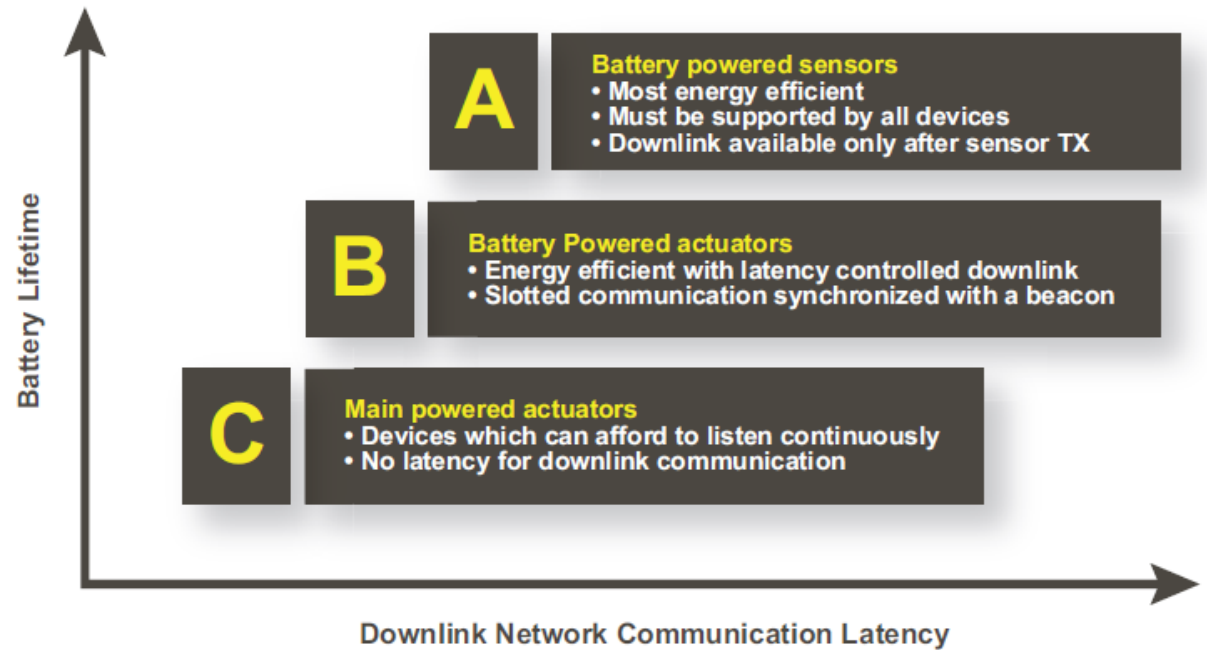 Battery Lifetime
A
Battery powered sensors
• Most energy efficient
• Must be supported by all devices
• Downlink available only after sensor TX
B
Battery Powered actuators
• Energy efficient with latency controlled downlink
• Slotted communication synchronized with a beacon
C
Main powered actuators
• Devices which can afford to listen continuously
• No latency for downlink communication
Downlink Network Communication Latency